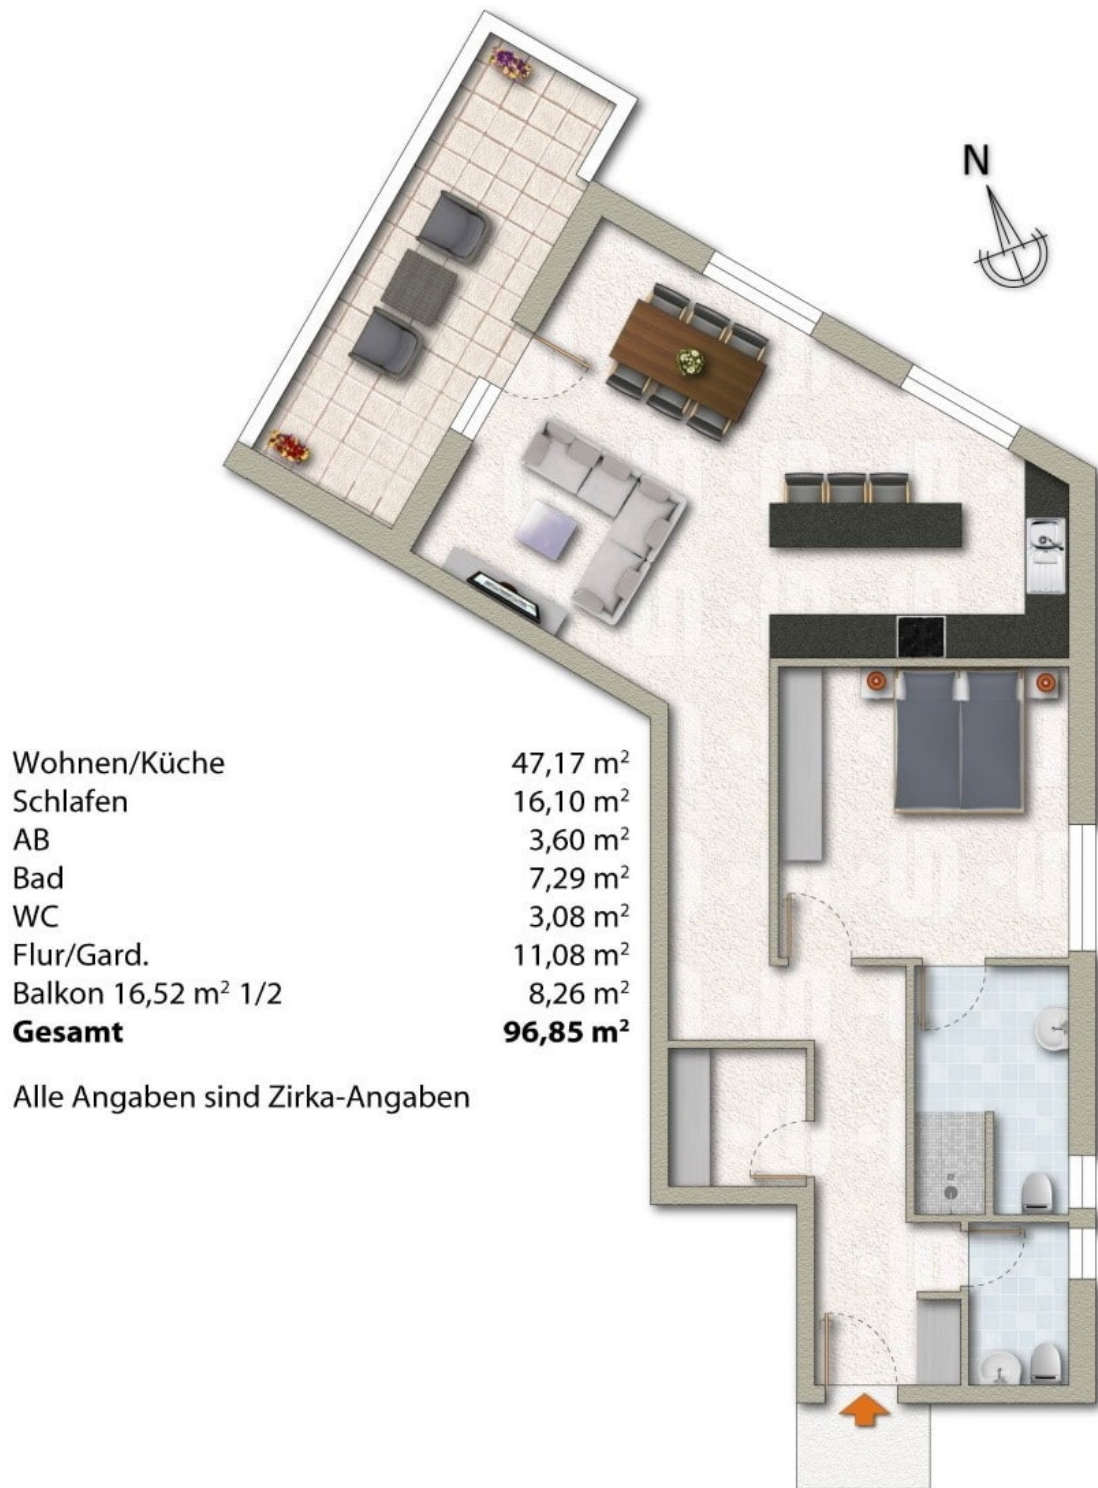 N
Wohnen/Küche 47,17 m²
Schlafen 16,10 m²
AB 3,60 m²
Bad 7,29 m²
WC 3,08 m²
Flur/Gard. 11,08 m²
Balkon 16,52 m² 1/2 8,26 m²
Gesamt 96,85 m²
Alle Angaben sind Zirka-Angaben